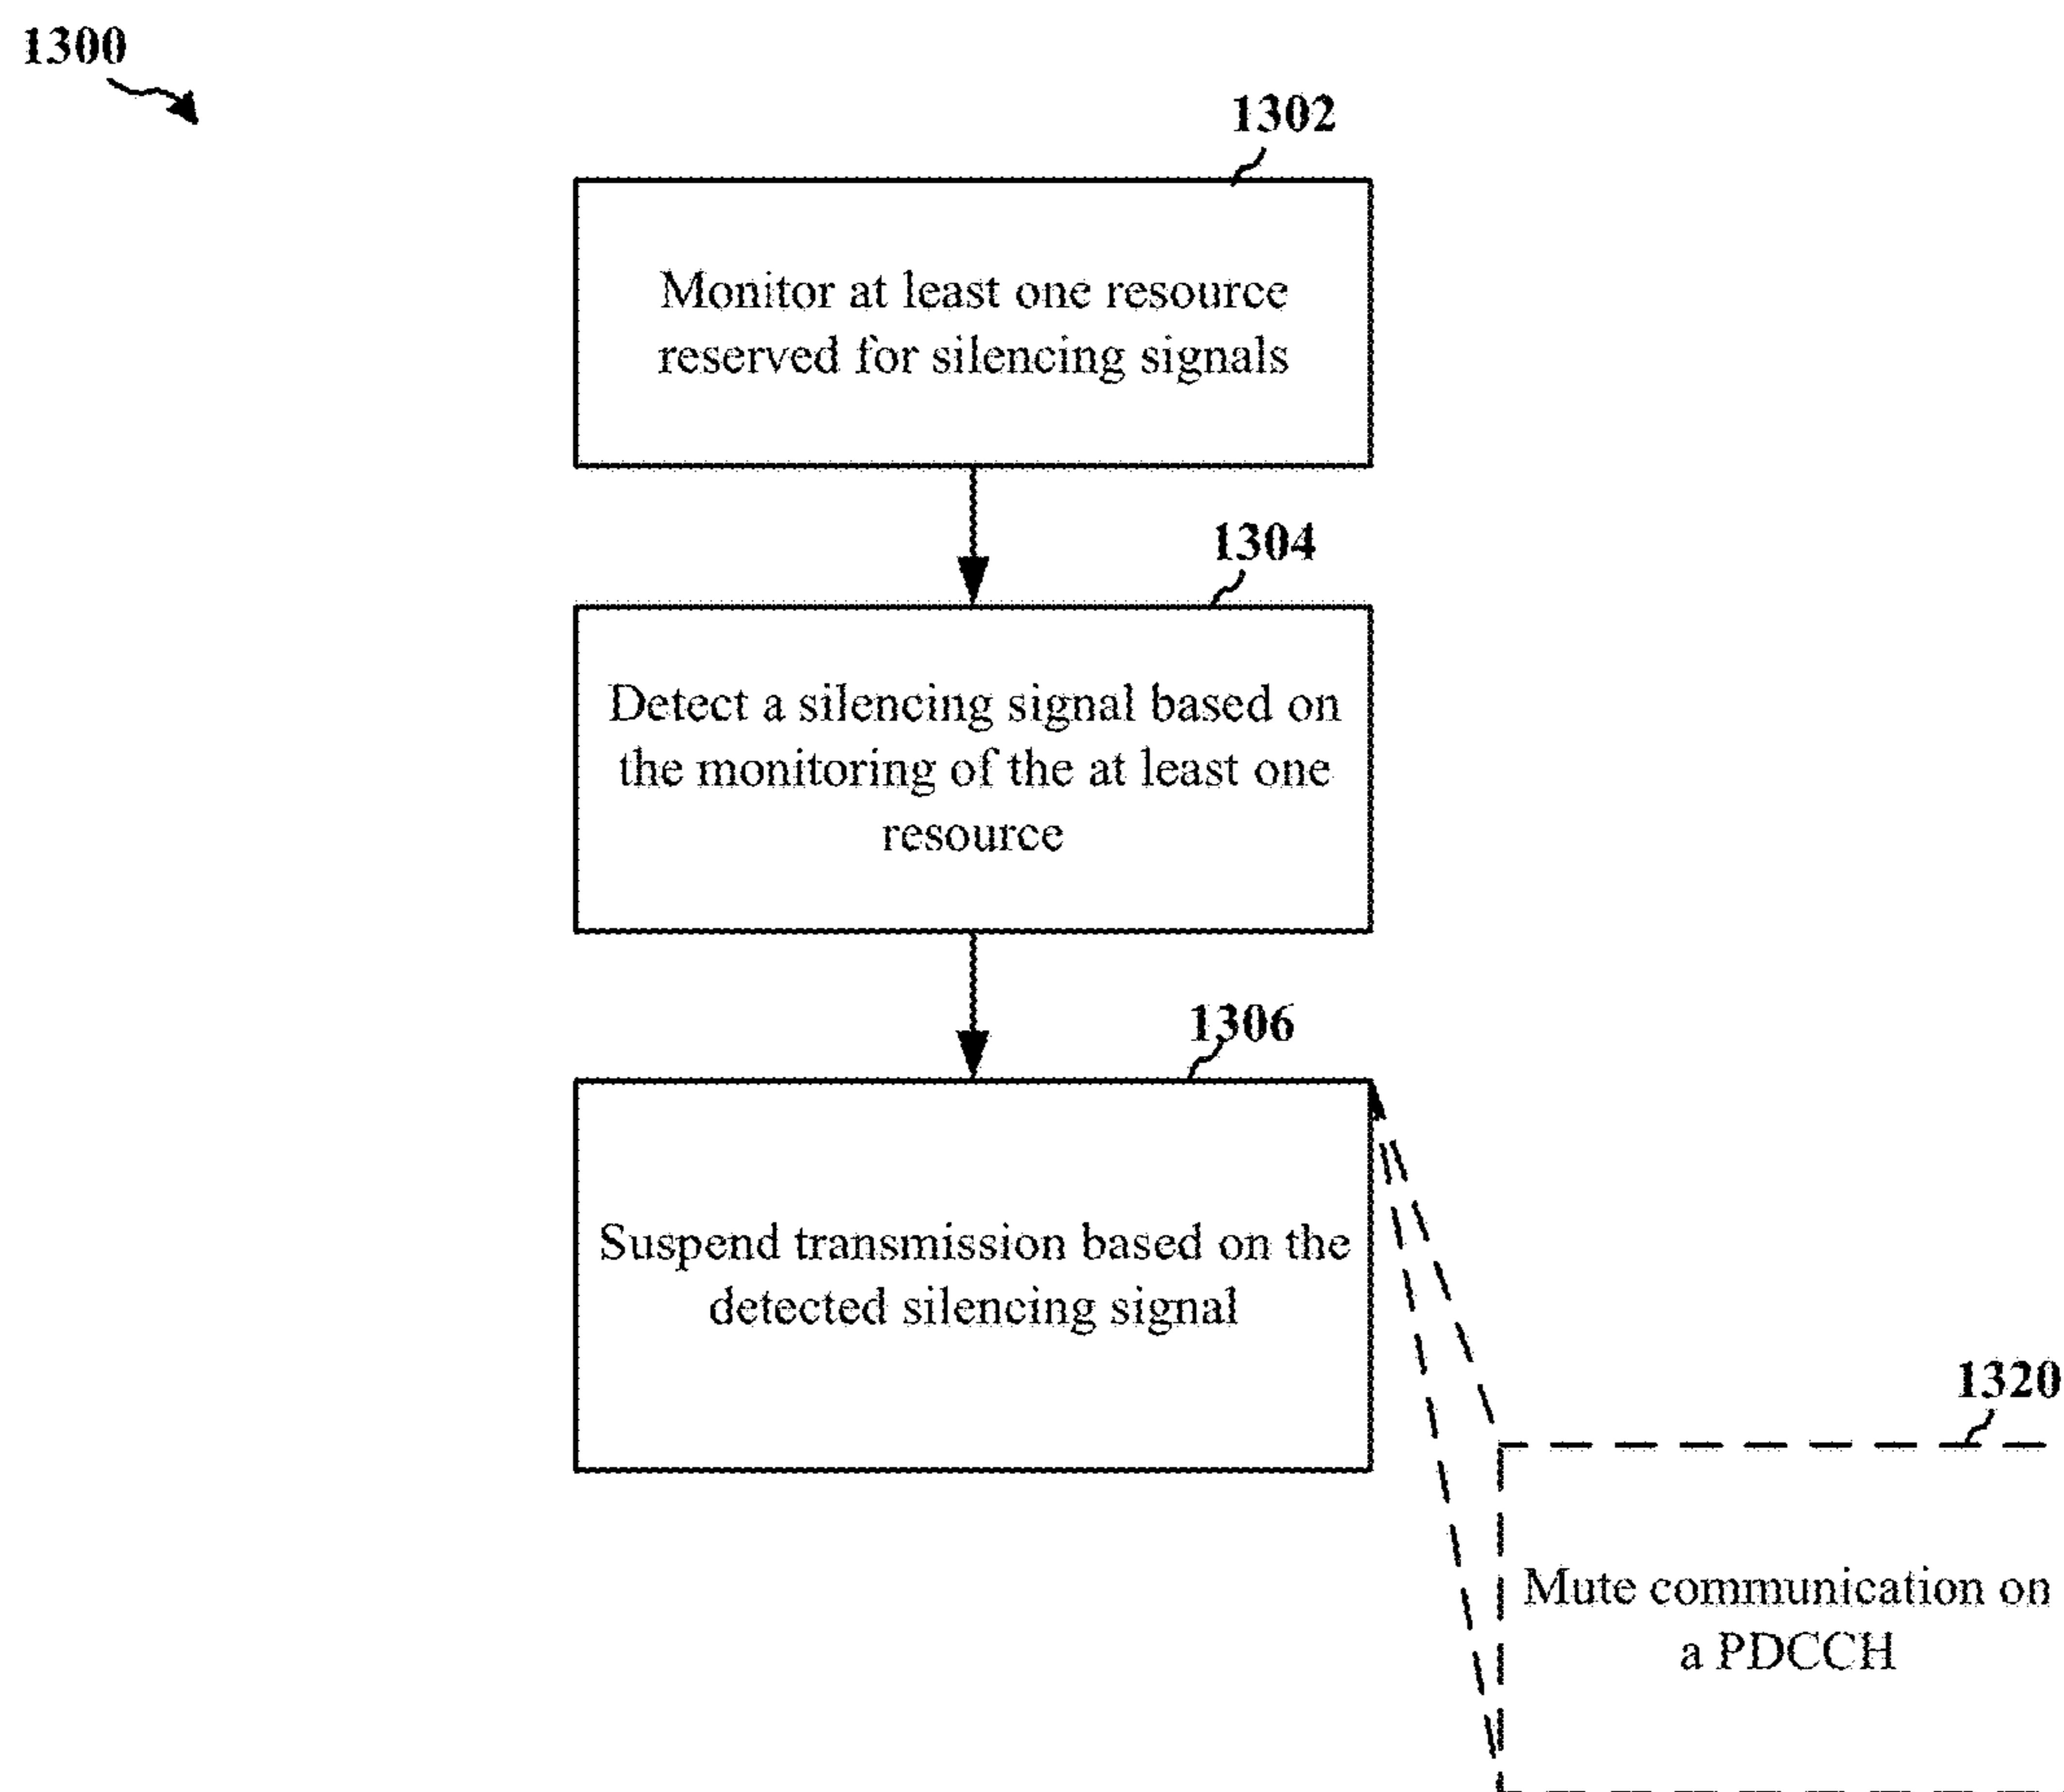 1300
1302
Monitor at least one resource
reserved for silencing signals
1304
Detect a silencing signal based on
the monitoring of the at least one
resource
1306
Suspend transmission based on the
detected silencing signal
1320
Mute communication on
a PDCCH